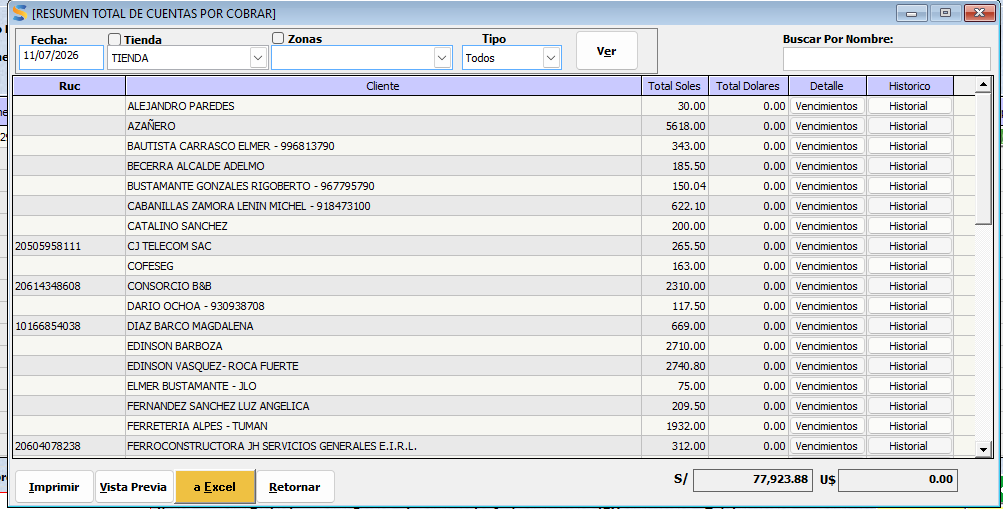 [RESUMEN TOTAL DE CUENTAS POR COBRAR]
Fecha: Tienda Zonas Tipo Buscar Por Nombre:
11/07/2026 TIENDA Todos Ver
Ruc Cliente Total Soles Total Dolares Detalle Historico
ALEJANDRO PAREDES 30.00 0.00 Vencimientos Historial
AZAÑERO 5618.00 0.00 Vencimientos Historial
BAUTISTA CARRASCO ELMER - 996813790 343.00 0.00 Vencimientos Historial
BECERRA ALCALDE ADELMO 185.50 0.00 Vencimientos Historial
BUSTAMANTE GONZALES RIGOBERTO - 967795790 150.04 0.00 Vencimientos Historial
CABANILLAS ZAMORA LENIN MICHEL - 918473100 622.10 0.00 Vencimientos Historial
CATALINO SANCHEZ 200.00 0.00 Vencimientos Historial
20505958111 CJ TELECOM SAC 265.50 0.00 Vencimientos Historial
COFESEG 163.00 0.00 Vencimientos Historial
20614348608 CONSORCIO B&B 2310.00 0.00 Vencimientos Historial
DARIO OCHOA - 930938708 117.50 0.00 Vencimientos Historial
10166854038 DIAZ BARCO MAGDALENA 669.00 0.00 Vencimientos Historial
EDINSON BARBOZA 2710.00 0.00 Vencimientos Historial
EDINSON VASQUEZ- ROCA FUERTE 2740.80 0.00 Vencimientos Historial
ELMER BUSTAMANTE - JLO 75.00 0.00 Vencimientos Historial
FERNANDEZ SANCHEZ LUZ ANGELICA 209.50 0.00 Vencimientos Historial
FERRETERIA ALPES - TUMAN 1932.00 0.00 Vencimientos Historial
20604078238 FERROCONSTRUCTORA JH SERVICIOS GENERALES E.I.R.L. 312.00 0.00 Vencimientos Historial
Imprimir Vista Previa a Excel Retornar S/ 77,923.88 U$ 0.00